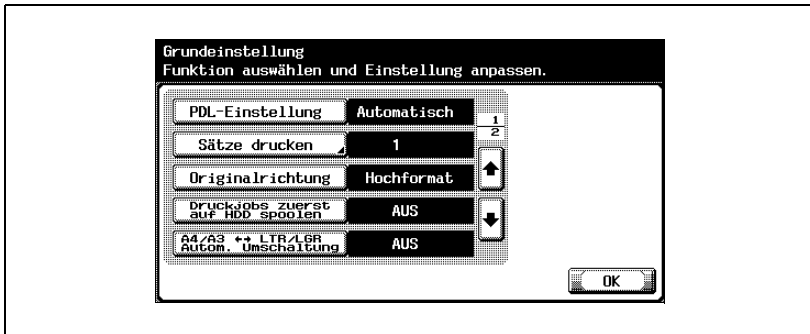 Grundeinstellung
Funktion auswählen und Einstellung anpassen.
PDL-Einstellung Automatisch
1
2
Sätze drucken 1
Originalrichtung Hochformat
Druckjobs zuerst
auf HDD spoolen AUS
A4/A3 ↔ LTR/LGR
Autom. Umschaltung AUS
OK